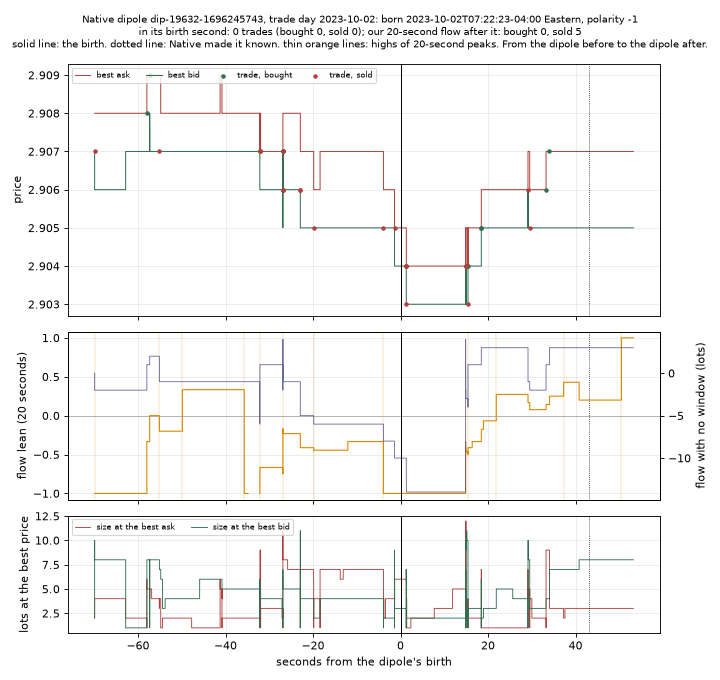 Native dipole dip-19632-1696245743, trade day 2023-10-02: born 2023-10-02T07:22:23-04:00 Eastern, polarity -1
in its birth second: 0 trades (bought 0, sold 0); our 20-second flow after it: bought 0, sold 5
solid line: the birth. dotted line: Native made it known. thin orange lines: highs of 20-second peaks. From the dipole before to the dipole after.
best ask
best bid
trade, bought
trade, sold
2.909
2.908
2.907
2.906
2.905
2.904
2.903
price
1.0
0.5
0.0
−0.5
−1.0
flow lean (20 seconds)
0
−5
−10
flow with no window (lots)
size at the best ask
size at the best bid
12.5
10.0
7.5
5.0
2.5
lots at the best price
−60
−40
−20
0
20
40
seconds from the dipole's birth